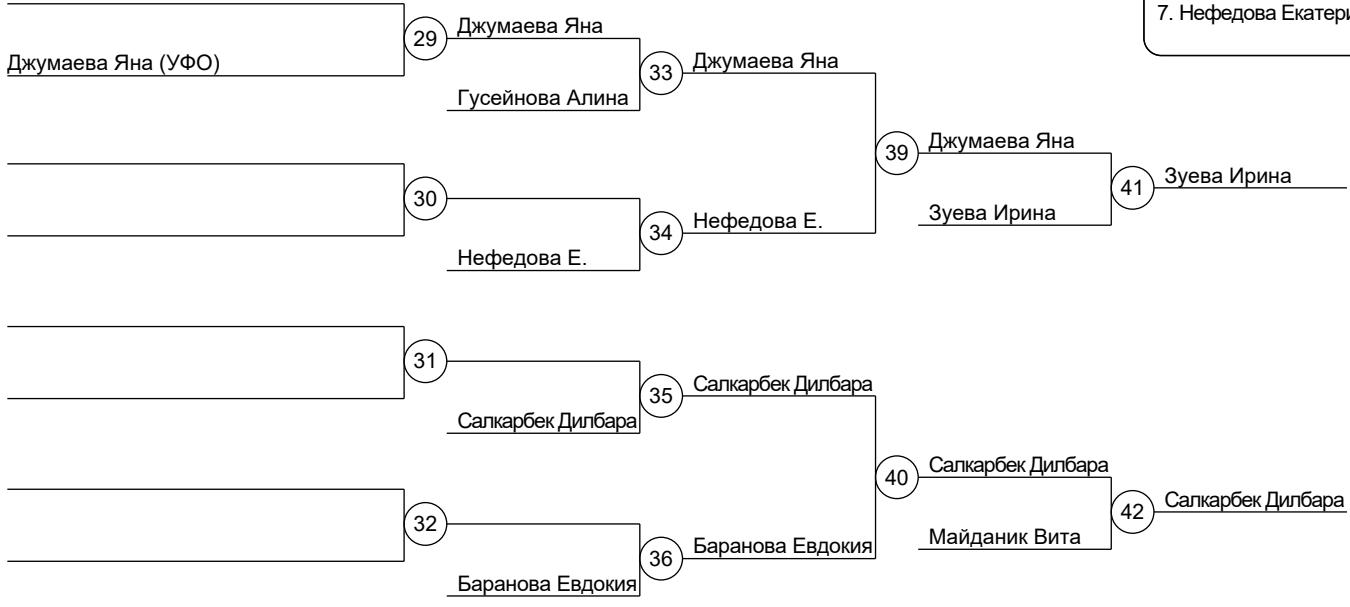 7. Нефедова Екатери
29
Джумаева Яна
Джумаева Яна (УФО)
33
Джумаева Яна
Гусейнова Алина
39
Джумаева Яна
30
34
Нефедова Е.
Зуева Ирина
41
Зуева Ирина
Нефедова Е.
31
Салкарбек Дилбара
35
Салкарбек Дилбара
40
Салкарбек Дилбара
32
36
Баранова Евдокия
Майданик Вита
42
Салкарбек Дилбара
Баранова Евдокия